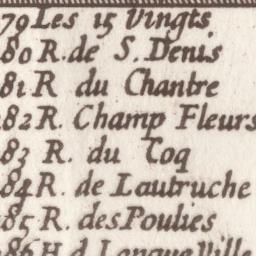 79 Les 15 Vingts
80 R. de S. Denis
81 R du Chantre
82 R. Champ Fleurs
83 R. du Coq
84 R. de Lautruche
85 R. des Poulies
86 H. d. Longueville